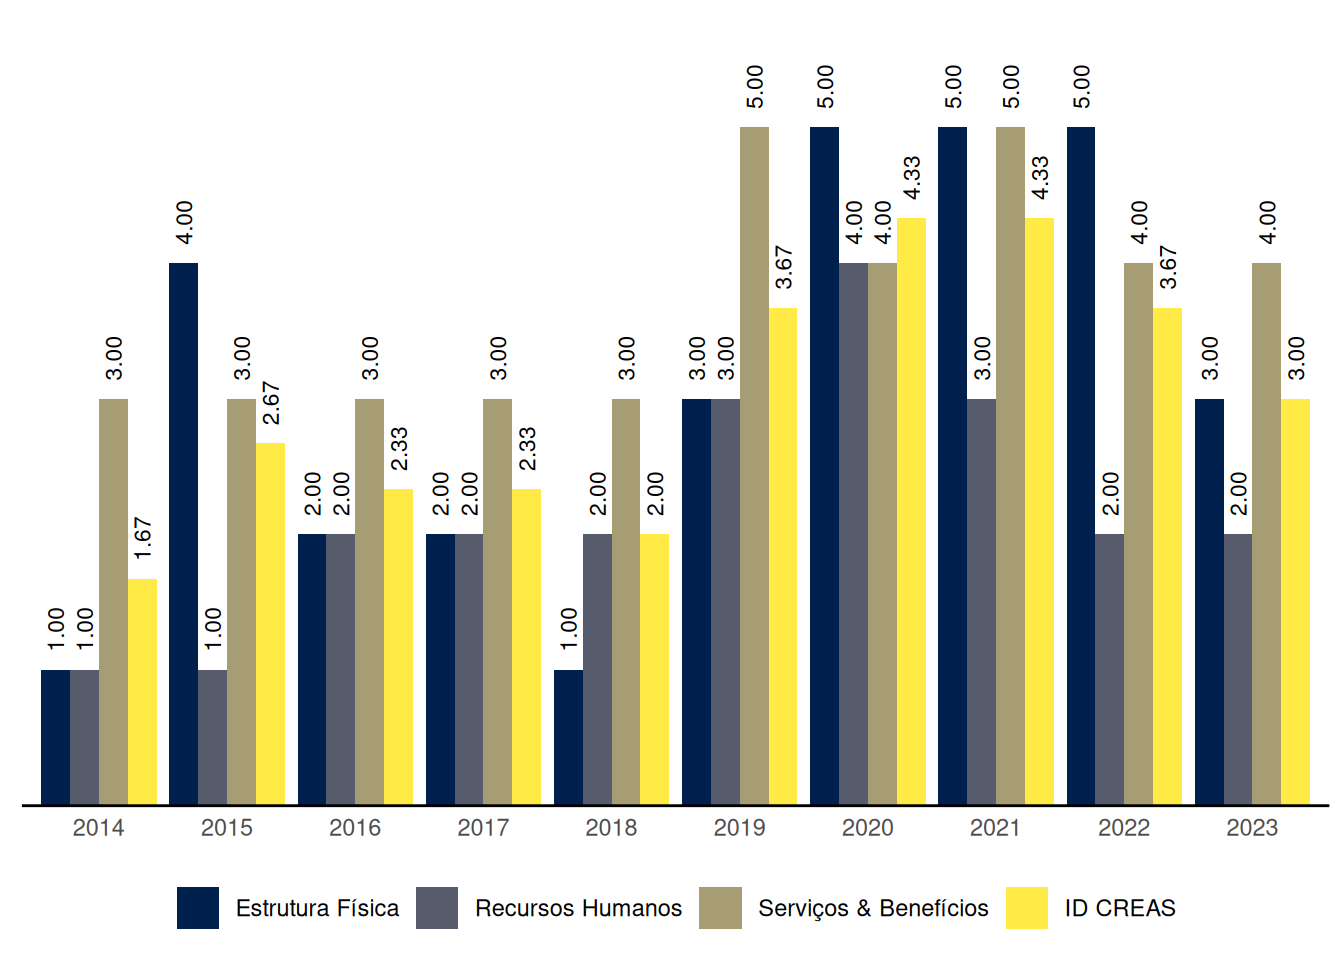 5.00 5.00 5.00 5.00 5.00
4.33 4.33
4.00 4.00 4.00 4.00 4.00
3.67 3.67
3.00 3.00 3.00 3.00 3.00 3.00 3.00 3.00 3.00 3.00
2.67
2.33 2.33
2.00 2.00 2.00 2.00 2.00 2.00 2.00 2.00
1.67
1.00 1.00 1.00 1.00
2014 2015 2016 2017 2018 2019 2020 2021 2022 2023
Estrutura Física Recursos Humanos Serviços & Benefícios ID CREAS